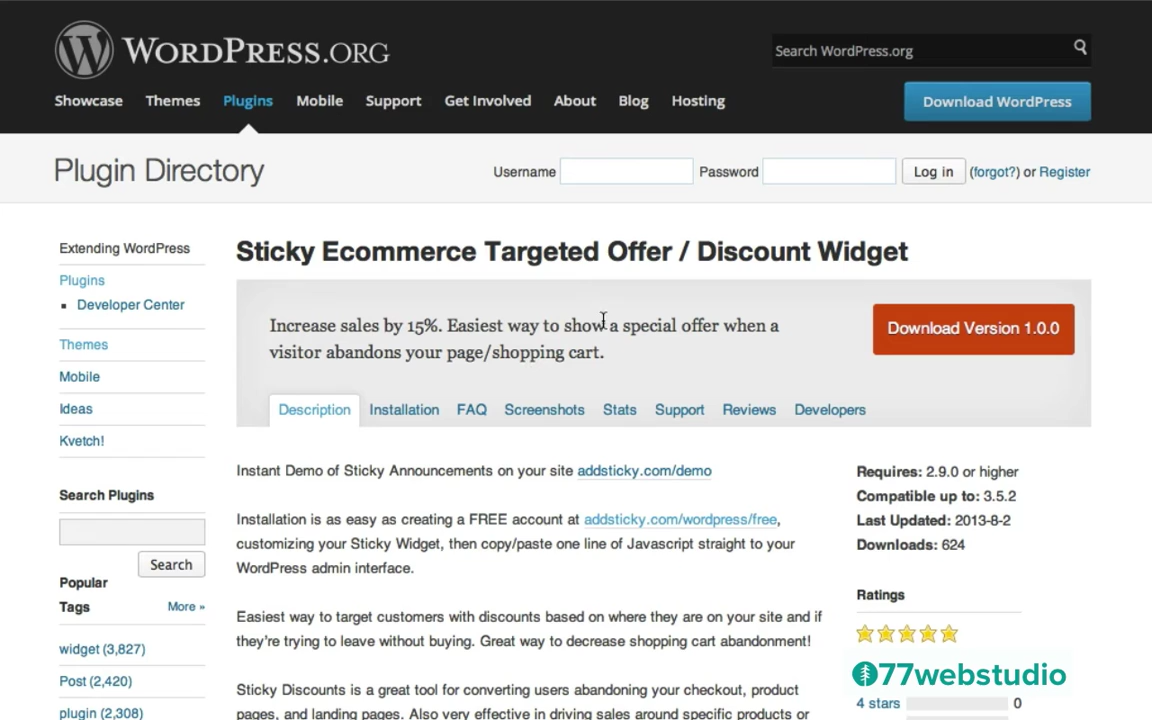 WORDPRESS.ORG
Search WordPress.org
Showcase Themes Plugins Mobile Support Get Involved About Blog Hosting
Download WordPress
Plugin Directory
Username Password Log in (forgot?) or Register
Extending WordPress
Plugins
Developer Center
Themes
Mobile
Ideas
Kvetch!
Search Plugins
Search
Popular
Tags More »
widget (3,827)
Post (2,420)
plugin (2,308)
Sticky Ecommerce Targeted Offer / Discount Widget
Increase sales by 15%. Easiest way to show a special offer when a
visitor abandons your page/shopping cart.
Download Version 1.0.0
Description Installation FAQ Screenshots Stats Support Reviews Developers
Instant Demo of Sticky Announcements on your site addsticky.com/demo
Installation is as easy as creating a FREE account at addsticky.com/wordpress/free,
customizing your Sticky Widget, then copy/paste one line of Javascript straight to your
WordPress admin interface.
Easiest way to target customers with discounts based on where they are on your site and if
they're trying to leave without buying. Great way to decrease shopping cart abandonment!
Sticky Discounts is a great tool for converting users abandoning your checkout, product
pages, and landing pages. Also very effective in driving sales around specific products or
Requires: 2.9.0 or higher
Compatible up to: 3.5.2
Last Updated: 2013-8-2
Downloads: 624
Ratings
77webstudio
4 stars 0